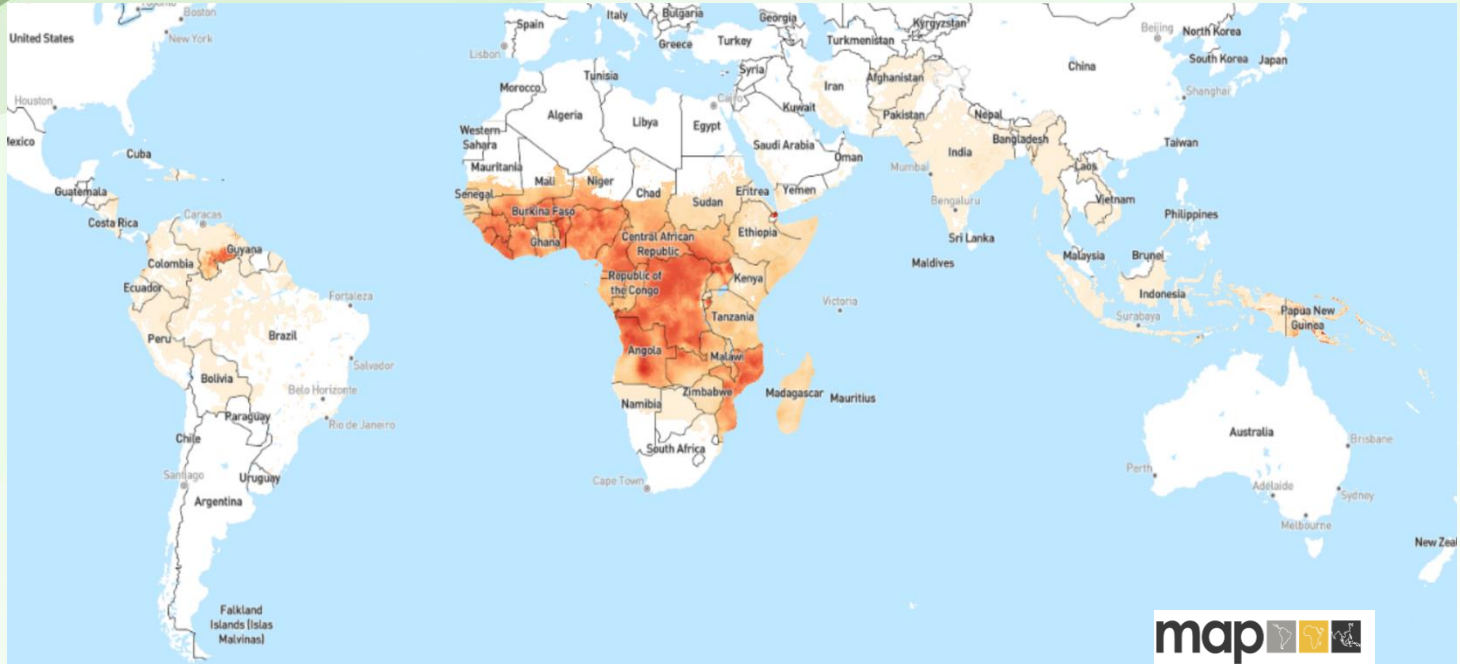 Boston
New York
United States
Houston
Mexico
Cuba
Guatemala
Costa Rica
Caracas
Guyana
Colombia
Ecuador
Fortaleza
Peru
Brazil
Salvador
Bolivia
Belo Horizonte
Rio de Janeiro
Paraguay
Chile
Santiago
Uruguay
Argentina
Falkland
Islands (Islas
Malvinas)
Spain
Lisbon
Italy
Bulgaria
Greece
Turkey
Georgia
Turkmenistan
Kyrgyzstan
Syria
Tunisia
Morocco
Algeria
Libya
Cairo
Egypt
Kuwait
Iran
Afghanistan
Pakistan
Western
Sahara
Saudi Arabia
Oman
Yemen
Mauritania
Mali
Niger
Chad
Sudan
Eritrea
Senegal
Burkina Faso
Ghana
Central African
Republic
Ethiopia
Republic of
the Congo
Kenya
Tanzania
Angola
Malawi
Zimbabwe
Namibia
Madagascar
Mauritius
South Africa
Cape Town
Victoria
Maldives
Nepal
Bangladesh
India
Mumbai
Bengaluru
Sri Lanka
China
Beijing
North Korea
South Korea
Japan
Shanghai
Taiwan
Laos
Vietnam
Philippines
Malaysia
Brunei
Indonesia
Surabaya
Papua New
Guinea
Australia
Brisbane
Perth
Adelaide
Sydney
Melbourne
New Zea
map